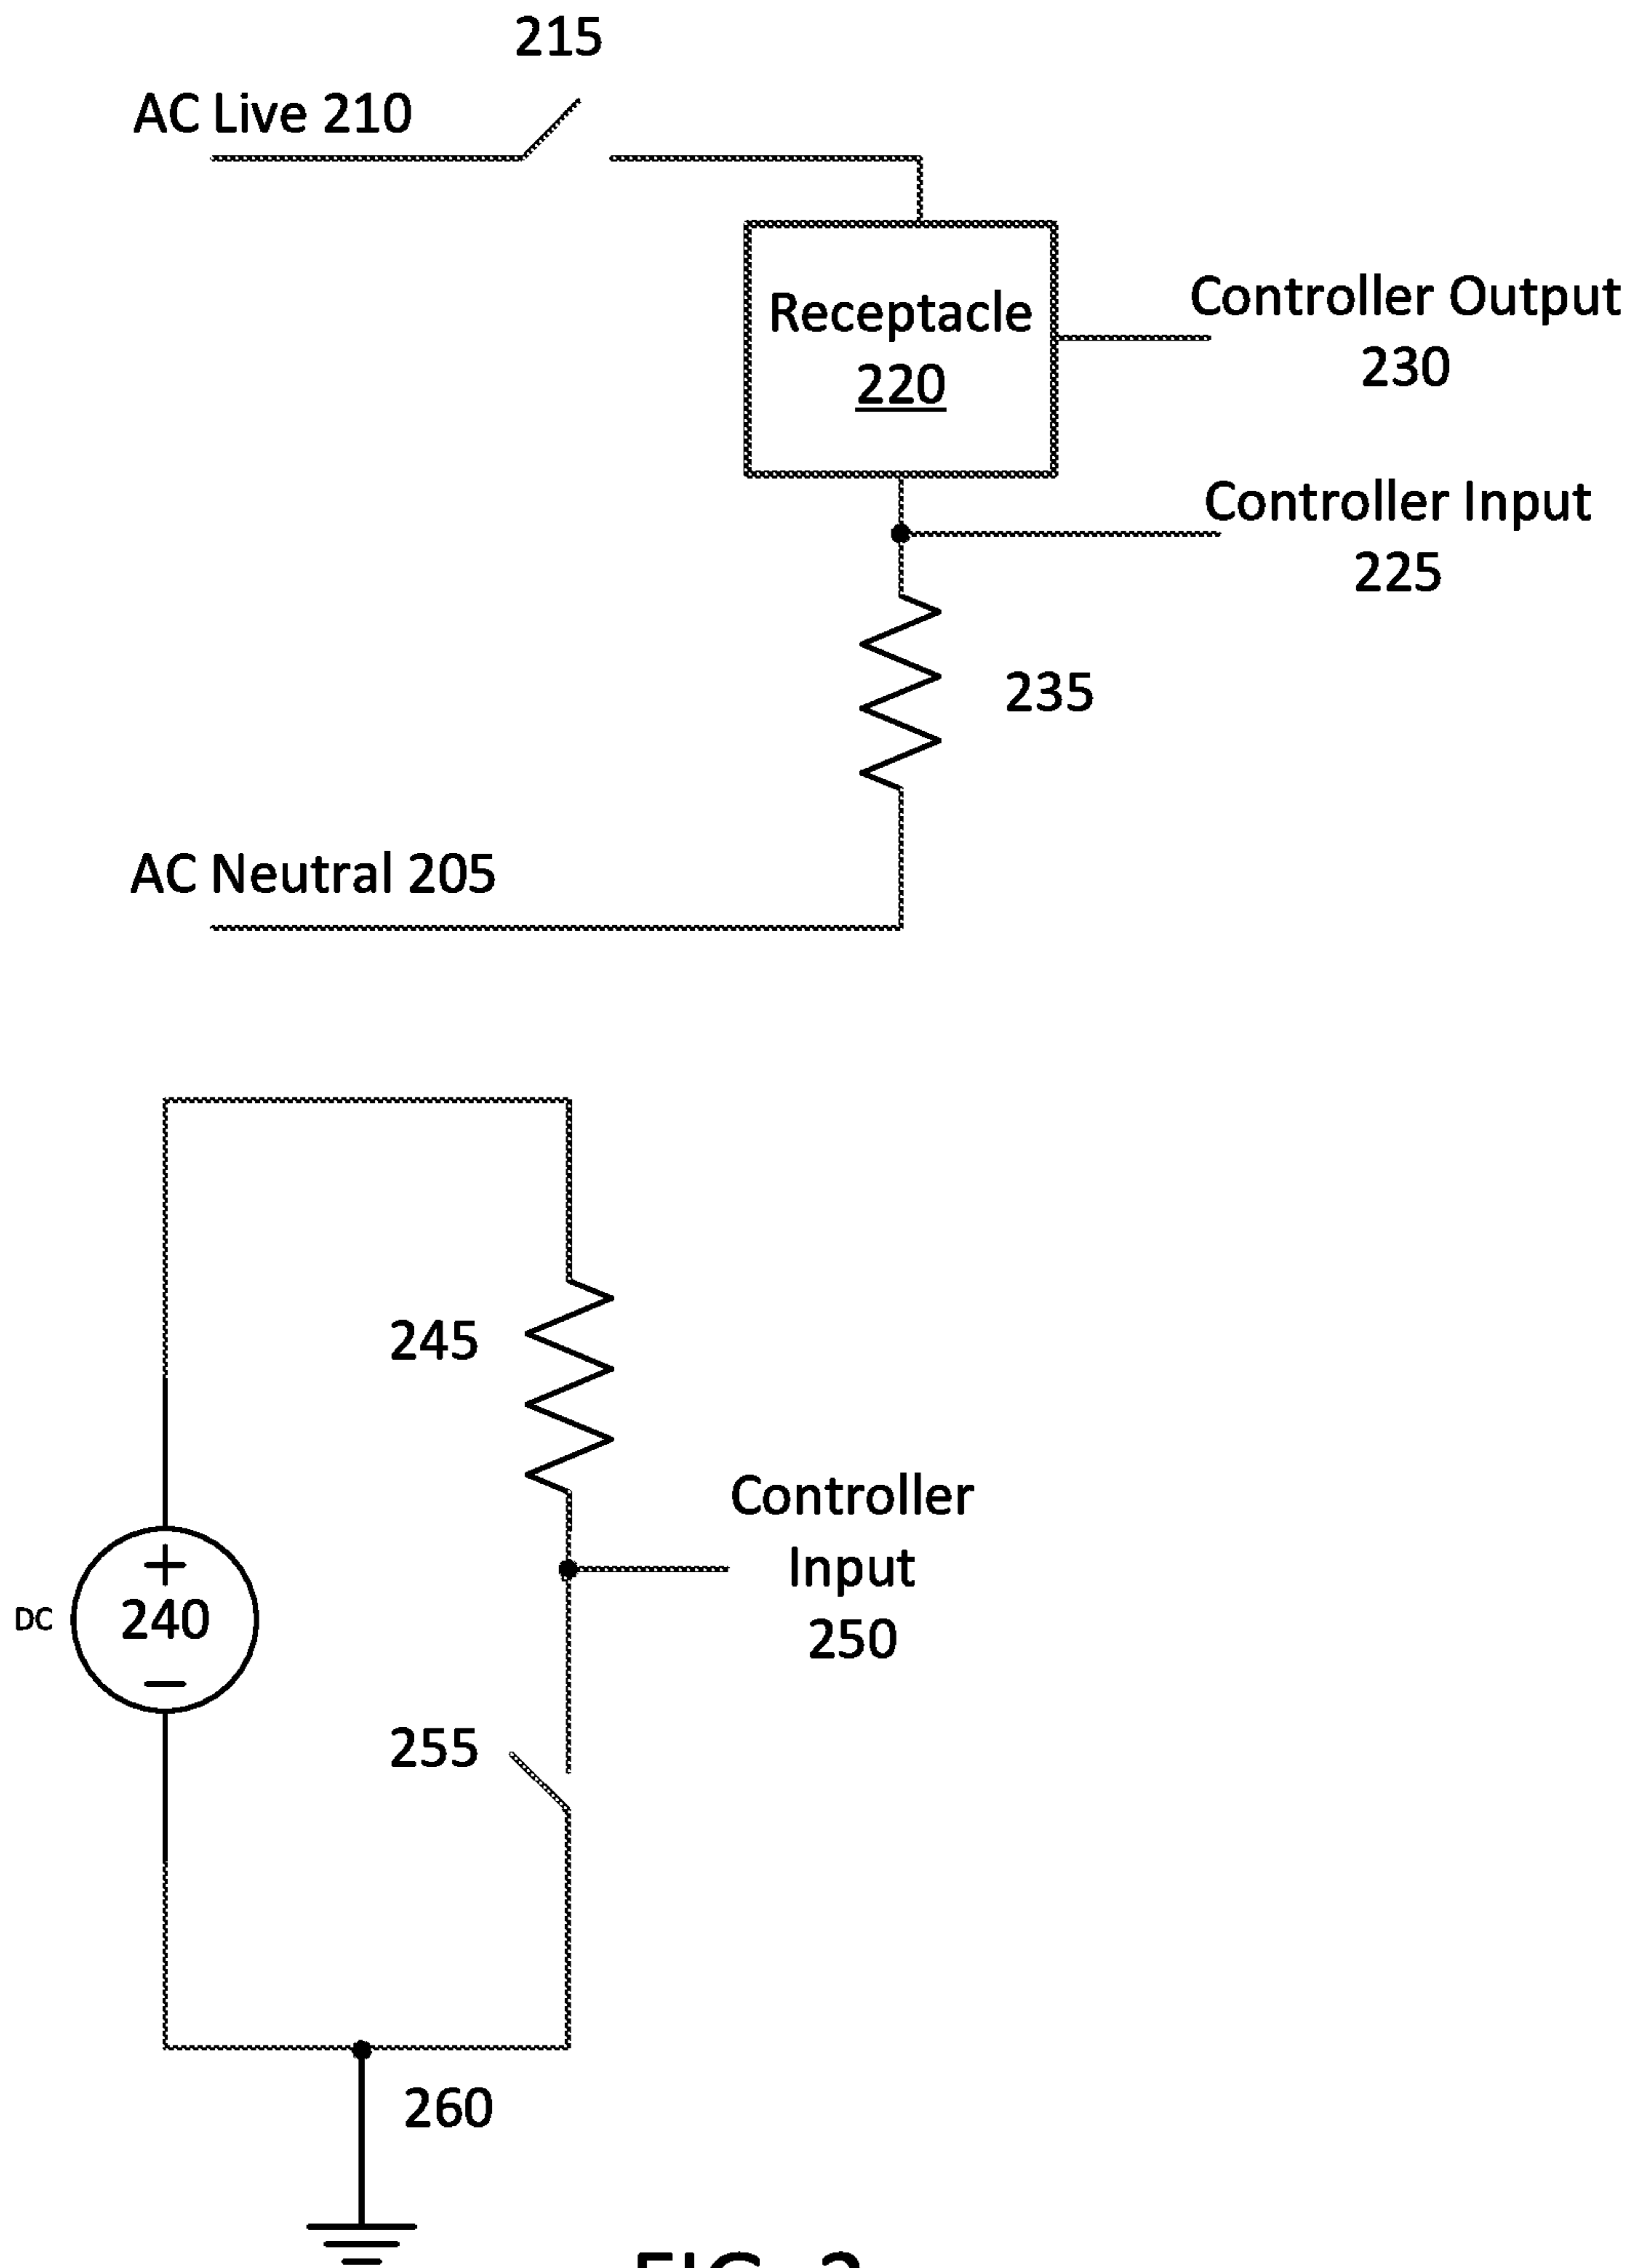 215
AC Live 210
Receptacle
220
Controller Output
230
Controller Input
225
235
AC Neutral 205
245
Controller
Input
250
DC
+
240
–
255
260